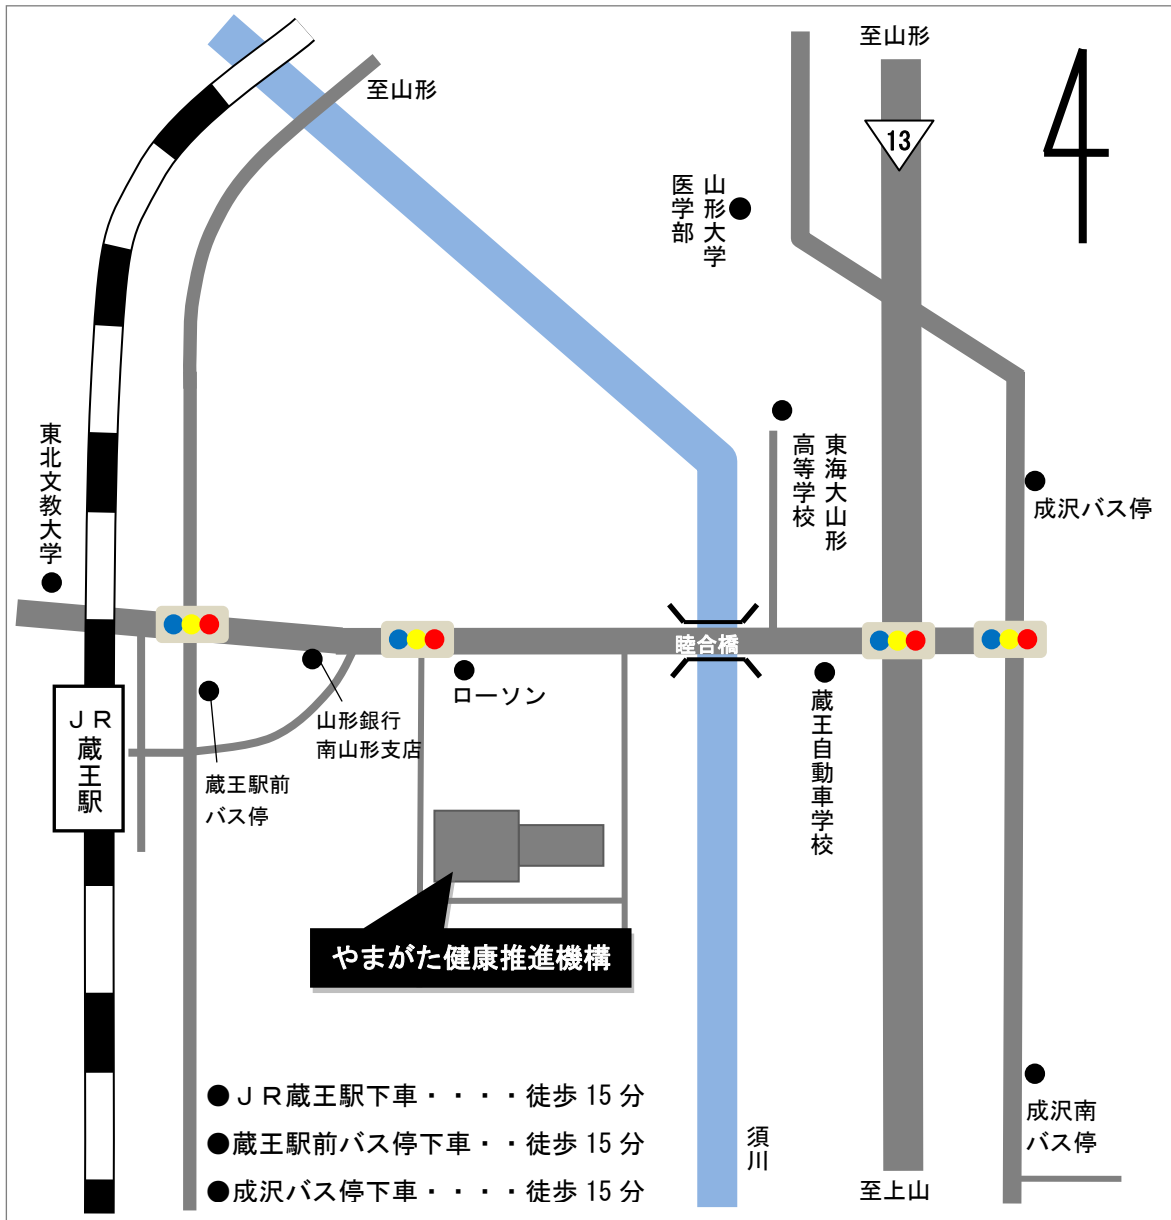 至山形
至山形
13
山形大学
医学部
東北文教大学
東海大山形
高等学校
成沢バス停
睦合橋
ローソン
山形銀行
南山形支店
蔵王駅前
バス停
ＪＲ
蔵王駅
蔵王自動車学校
やまがた健康推進機構
●ＪＲ蔵王駅下車・・・・徒歩 15 分
●蔵王駅前バス停下車・・徒歩 15 分
●成沢バス停下車・・・・徒歩 15 分
須川
成沢南
バス停
至上山